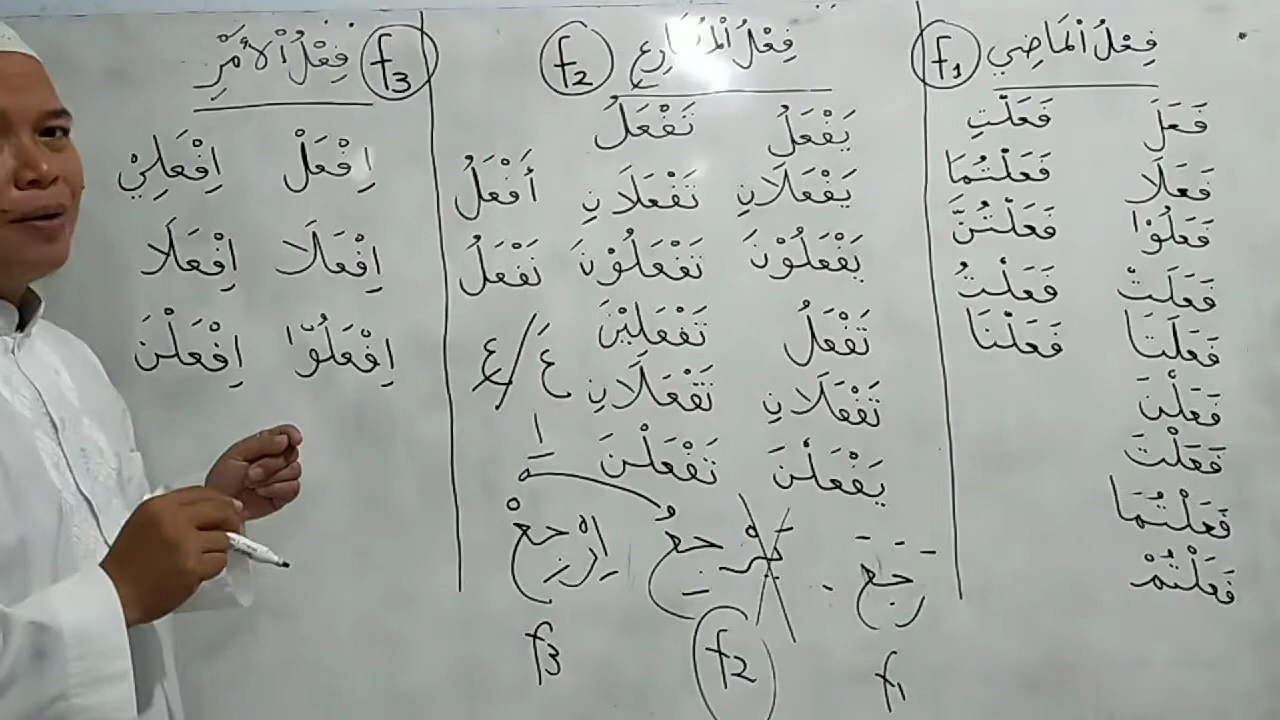 فِعْلُ الْمَاضِي f1
فَعَلَ فَعَلْتِ
فَعَلَا فَعَلْتُمَا
فَعَلُوْا فَعَلْتُنَّ
فَعَلَتْ فَعَلْتُ
فَعَلَتَا فَعَلْنَا
فَعَلْنَ
فَعَلْتَ
فَعَلْتُمَا
فَعَلْتُمْ
فِعْلُ الْمُضَارِعِ f2
يَفْعَلُ تَفْعَلُ
يَفْعَلَانِ تَفْعَلَانِ أَفْعَلُ
يَفْعَلُوْنَ تَفْعَلُوْنَ نَفْعَلُ
تَفْعَلُ تَفْعَلِيْنَ
تَفْعَلَانِ تَفْعَلَانِ
يَفْعَلْنَ تَفْعَلْنَ
عَ / ع
فِعْلُ الْأَمْرِ f3
اِفْعَلْ اِفْعَلِيْ
اِفْعَلَا اِفْعَلَا
اِفْعَلُوْا اِفْعَلْنَ
رَجَعَ يَرْجِعُ اِرْجِعْ
f1 f2 f3